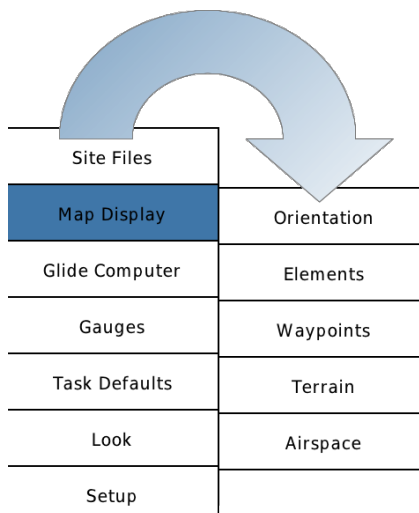 Site Files
Map Display
Glide Computer
Gauges
Task Defaults
Look
Setup
Orientation
Elements
Waypoints
Terrain
Airspace